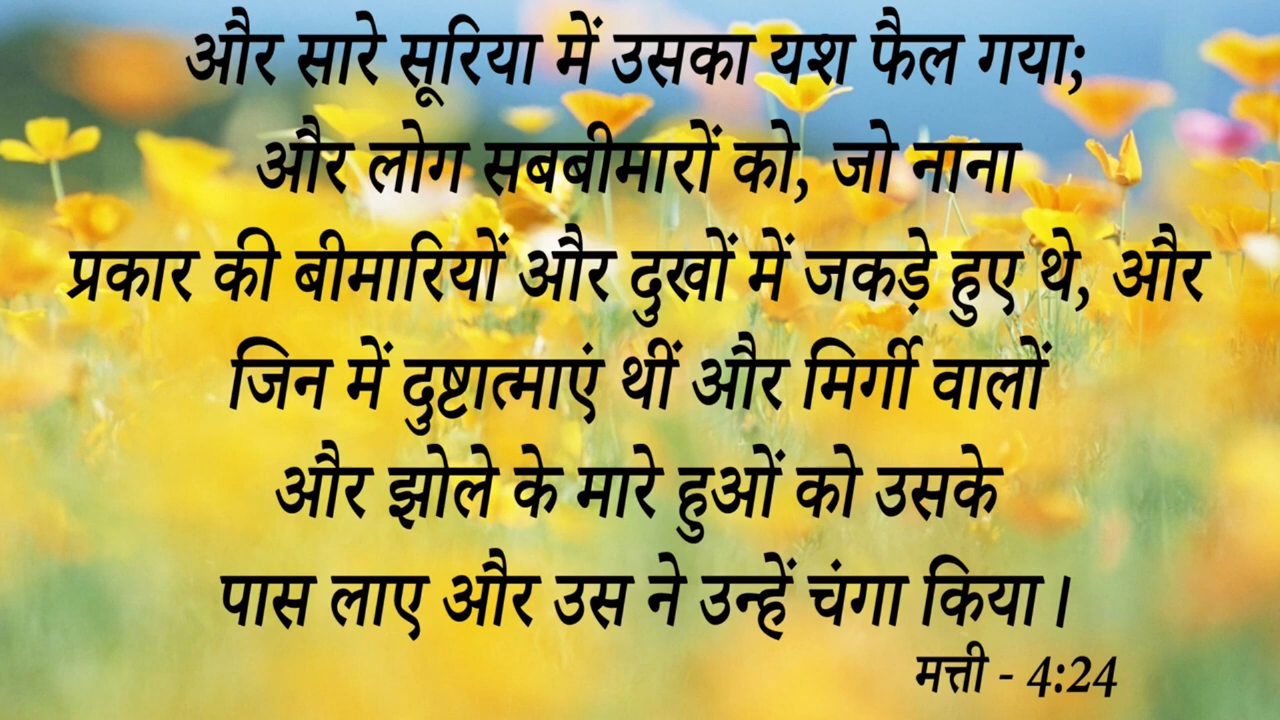 और सारे सूरिया में उसका यश फैल गया;
और लोग सबबीमारों को, जो नाना
प्रकार की बीमारियों और दुखों में जकड़े हुए थे, और
जिन में दुष्टात्माएं थीं और मिर्गी वालों
और झोले के मारे हुओं को उसके
पास लाए और उस ने उन्हें चंगा किया।
मत्ती - 4:24